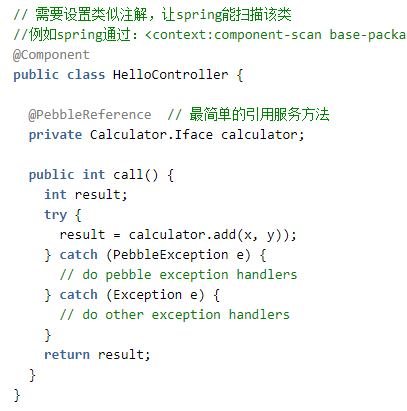 // 需要设置类似注解，让spring能扫描该类
//例如spring通过：<context:component-scan base-packa
@Component
public class HelloController {
@PebbleReference // 最简单的引用服务方法
private Calculator.Iface calculator;
public int call() {
int result;
try {
result = calculator.add(x, y));
} catch (PebbleException e) {
// do pebble exception handlers
} catch (Exception e) {
// do other exception handlers
}
return result;
}
}